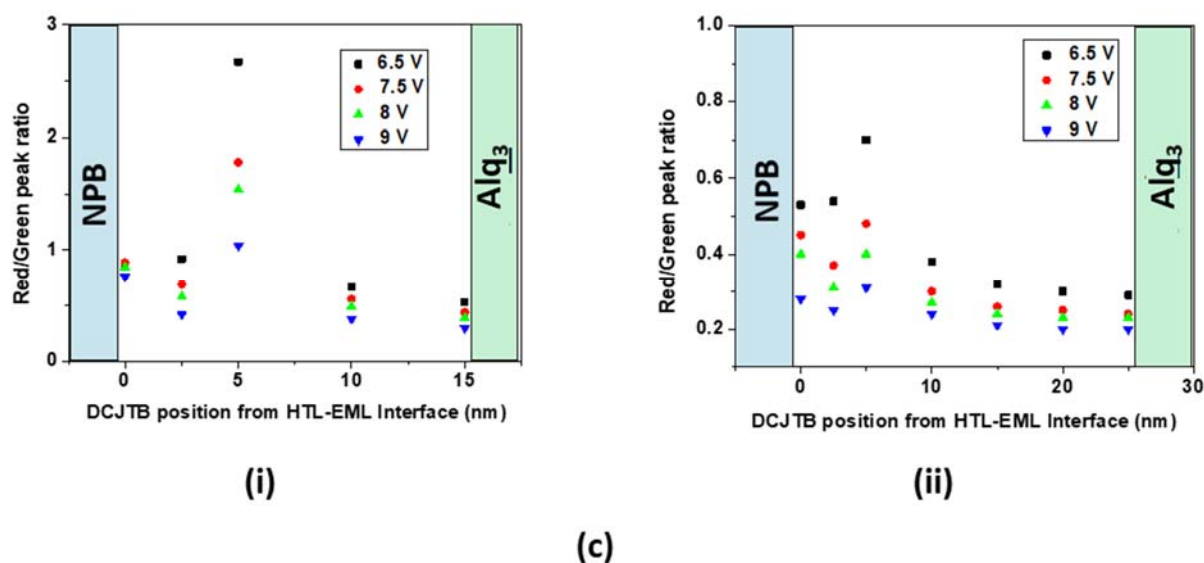 3
2
1
0
Red/Green peak ratio
NPB
6.5 V
7.5 V
8 V
9 V
Alq3
0
5
10
15
DCJTB position from HTL-EML Interface (nm)
(i)
1.0
0.8
0.6
0.4
0.2
Red/Green peak ratio
NPB
6.5 V
7.5 V
8 V
9 V
Alq3
0
10
20
30
DCJTB position from HTL-EML Interface (nm)
(ii)
(c)